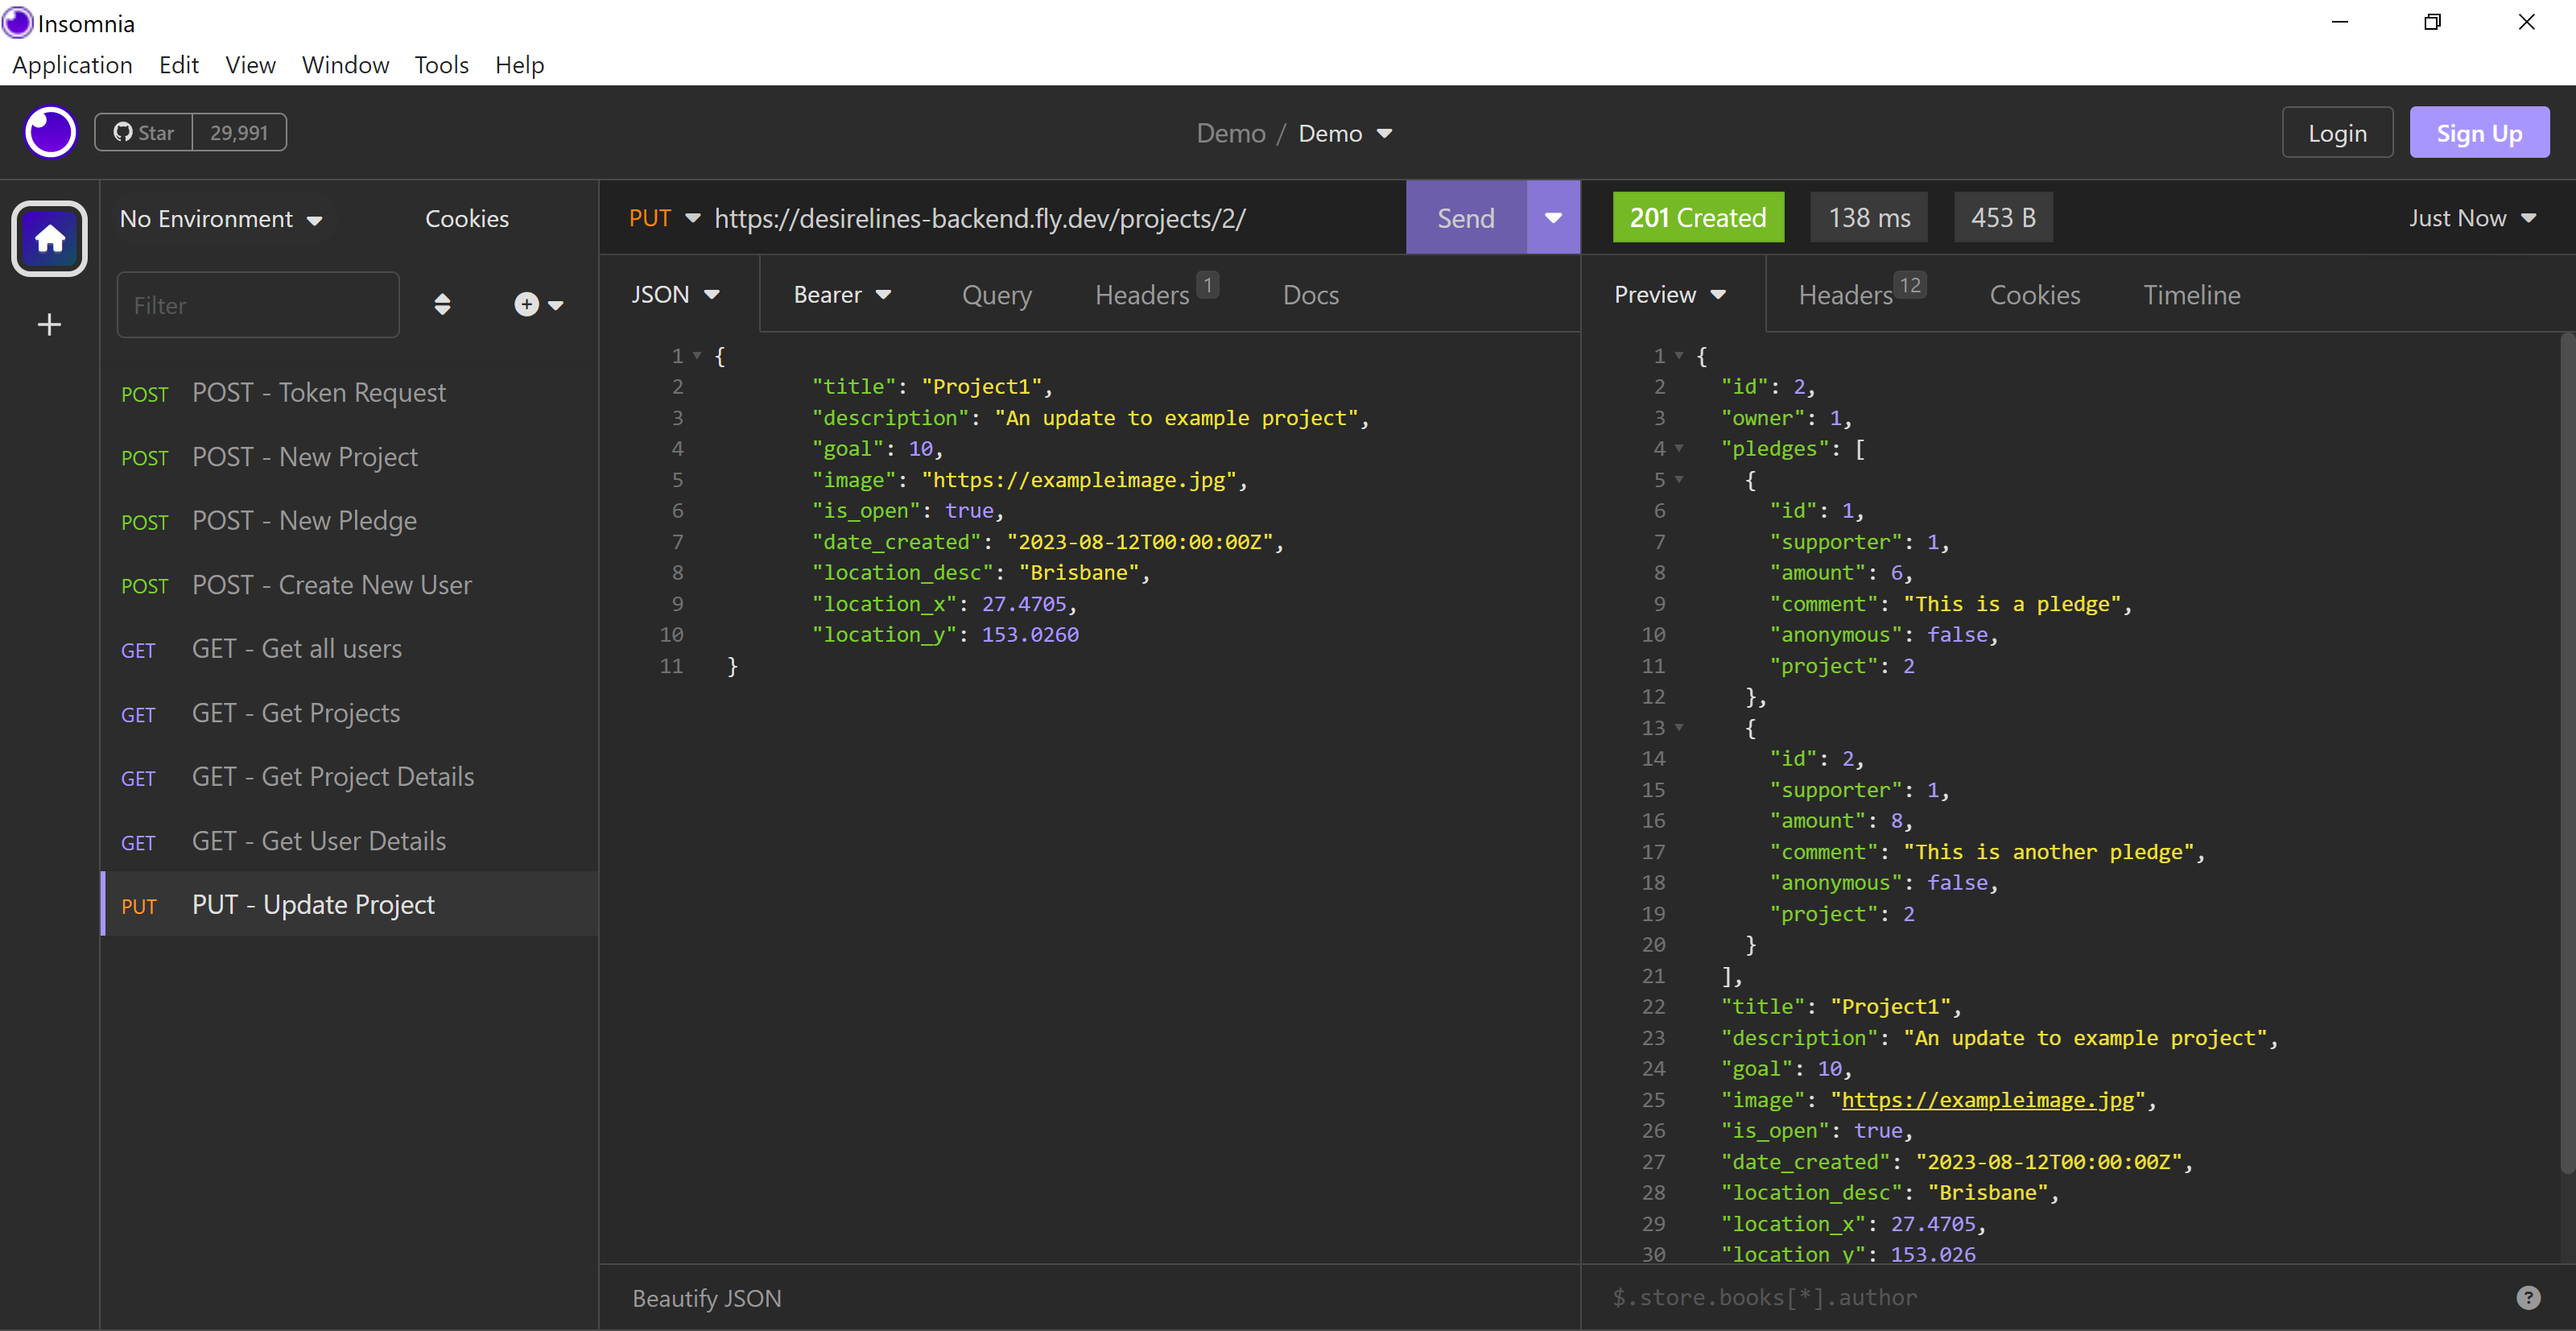 Insomnia
Application Edit View Window Tools Help
Star 29,991
Demo / Demo
Login Sign Up
No Environment Cookies
Filter
POST POST - Token Request
POST POST - New Project
POST POST - New Pledge
POST POST - Create New User
GET GET - Get all users
GET GET - Get Projects
GET GET - Get Project Details
GET GET - Get User Details
PUT PUT - Update Project
PUT https://desirelines-backend.fly.dev/projects/2/ Send
JSON Bearer Query Headers 1 Docs
1 {
2 "title": "Project1",
3 "description": "An update to example project",
4 "goal": 10,
5 "image": "https://exampleimage.jpg",
6 "is_open": true,
7 "date_created": "2023-08-12T00:00:00Z",
8 "location_desc": "Brisbane",
9 "location_x": 27.4705,
10 "location_y": 153.0260
11 }
Beautify JSON
201 Created 138 ms 453 B Just Now
Preview Headers 12 Cookies Timeline
1 {
2 "id": 2,
3 "owner": 1,
4 "pledges": [
5 {
6 "id": 1,
7 "supporter": 1,
8 "amount": 6,
9 "comment": "This is a pledge",
10 "anonymous": false,
11 "project": 2
12 },
13 {
14 "id": 2,
15 "supporter": 1,
16 "amount": 8,
17 "comment": "This is another pledge",
18 "anonymous": false,
19 "project": 2
20 }
21 ],
22 "title": "Project1",
23 "description": "An update to example project",
24 "goal": 10,
25 "image": "https://exampleimage.jpg",
26 "is_open": true,
27 "date_created": "2023-08-12T00:00:00Z",
28 "location_desc": "Brisbane",
29 "location_x": 27.4705,
30 "location_y": 153.026
$.store.books[*].author
?